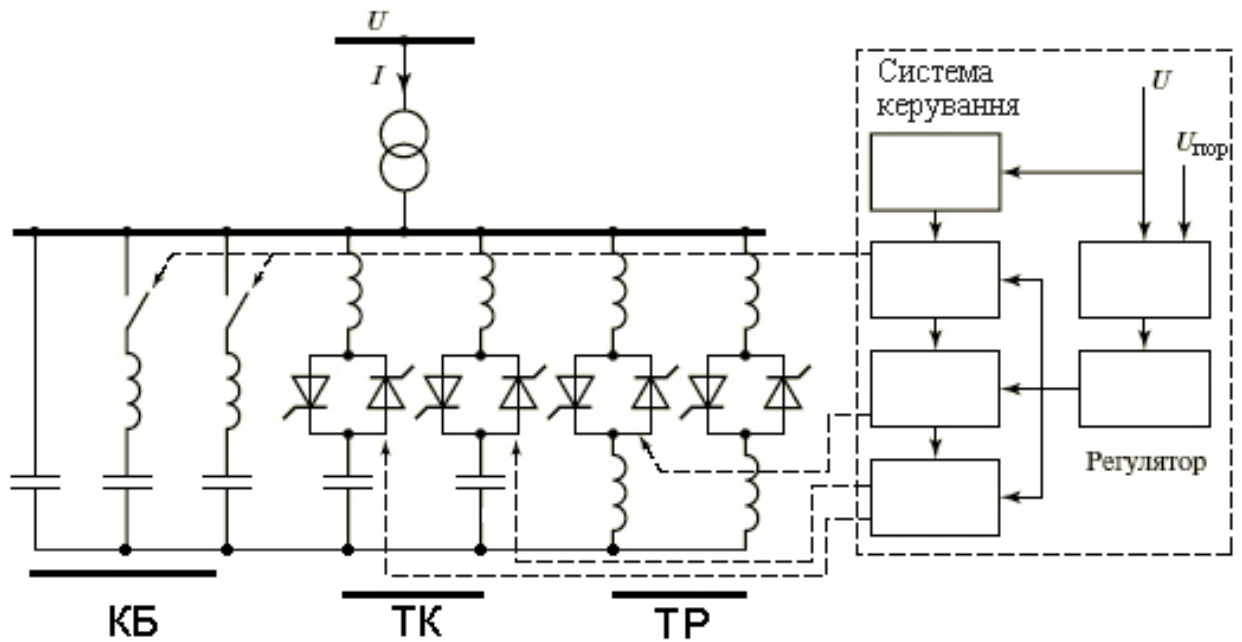 U
I
Система
керування
U
Uпор
Регулятор
КБ
ТК
ТР